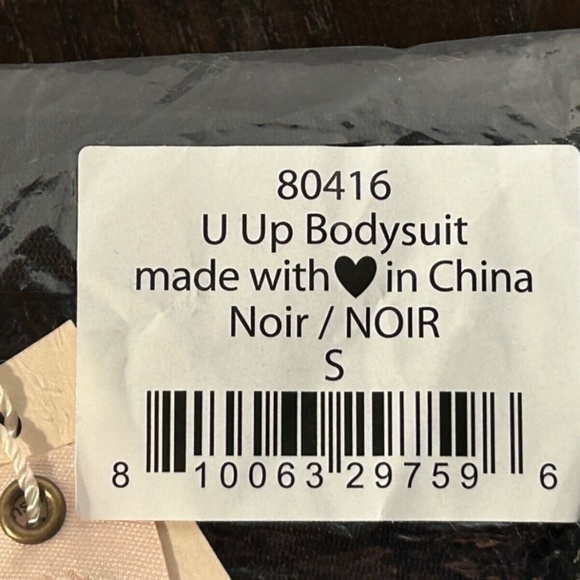 80416
U Up Bodysuit
made with♥in China
Noir / NOIR
S
8 10063 29759 6